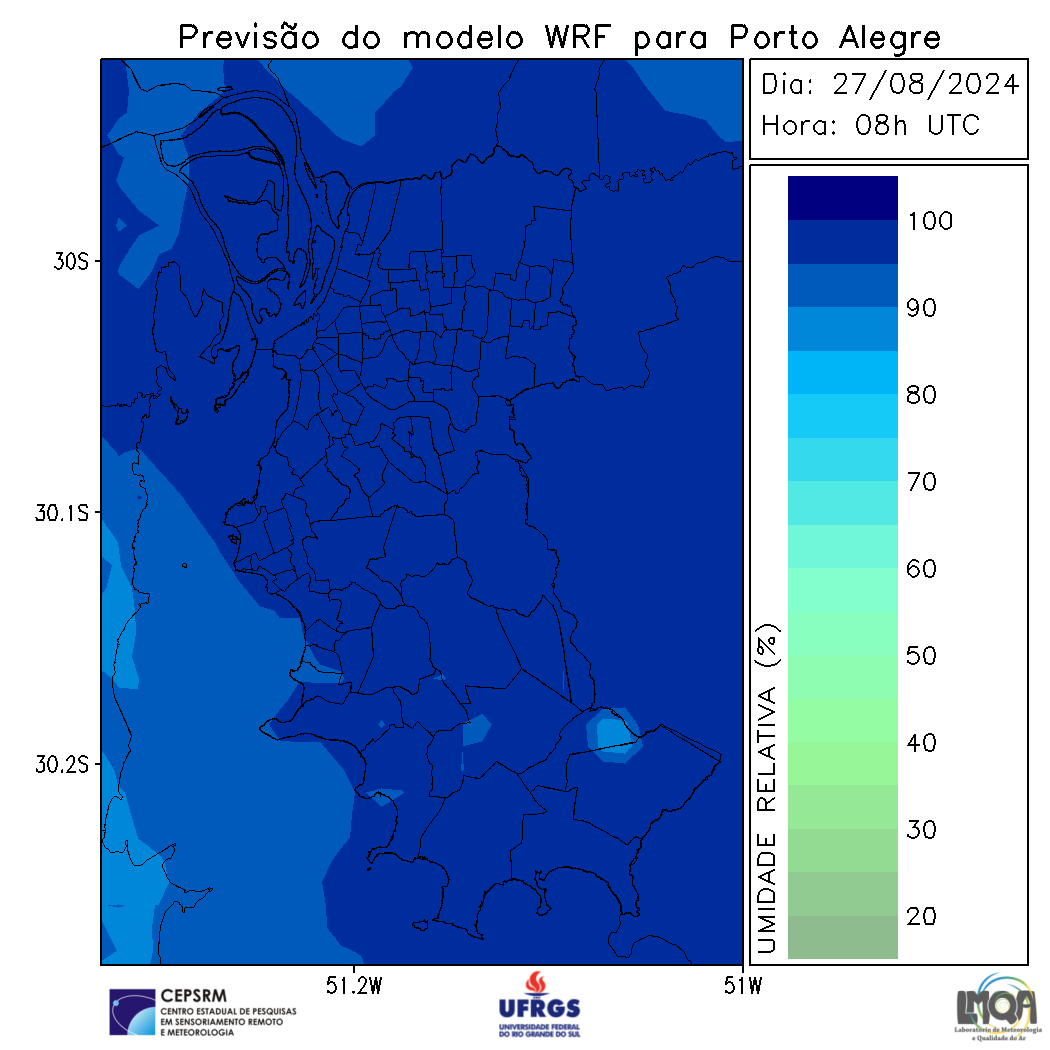 Previsão do modelo WRF para Porto Alegre
Dia: 27/08/2024
Hora: 08h UTC
30S
30.1S
30.2S
51.2W
51W
100
90
80
70
60
50
40
30
20
UMIDADE RELATIVA (%)
CEPSRM
CENTRO ESTADUAL DE PESQUISAS
EM SENSORIAMENTO REMOTO
E METEOROLOGIA
UFRGS
UNIVERSIDADE FEDERAL
DO RIO GRANDE DO SUL
LMQA
Laboratório de Meteorologia
e Qualidade do Ar